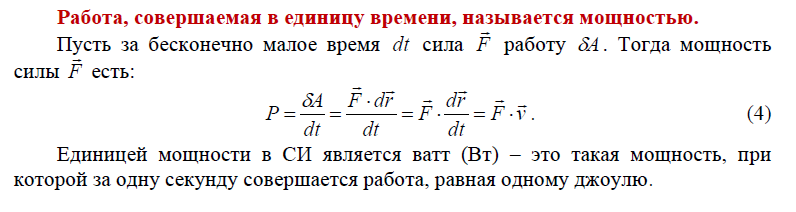 Работа, совершаемая в единицу времени, называется мощностью.
Пусть за бесконечно малое время dt сила F⃗ работу δA. Тогда мощность
силы F⃗ есть:
P = δA/dt = F⃗·dr⃗/dt = F⃗·dr⃗/dt = F⃗·v⃗. (4)
Единицей мощности в СИ является ватт (Вт) – это такая мощность, при
которой за одну секунду совершается работа, равная одному джоулю.